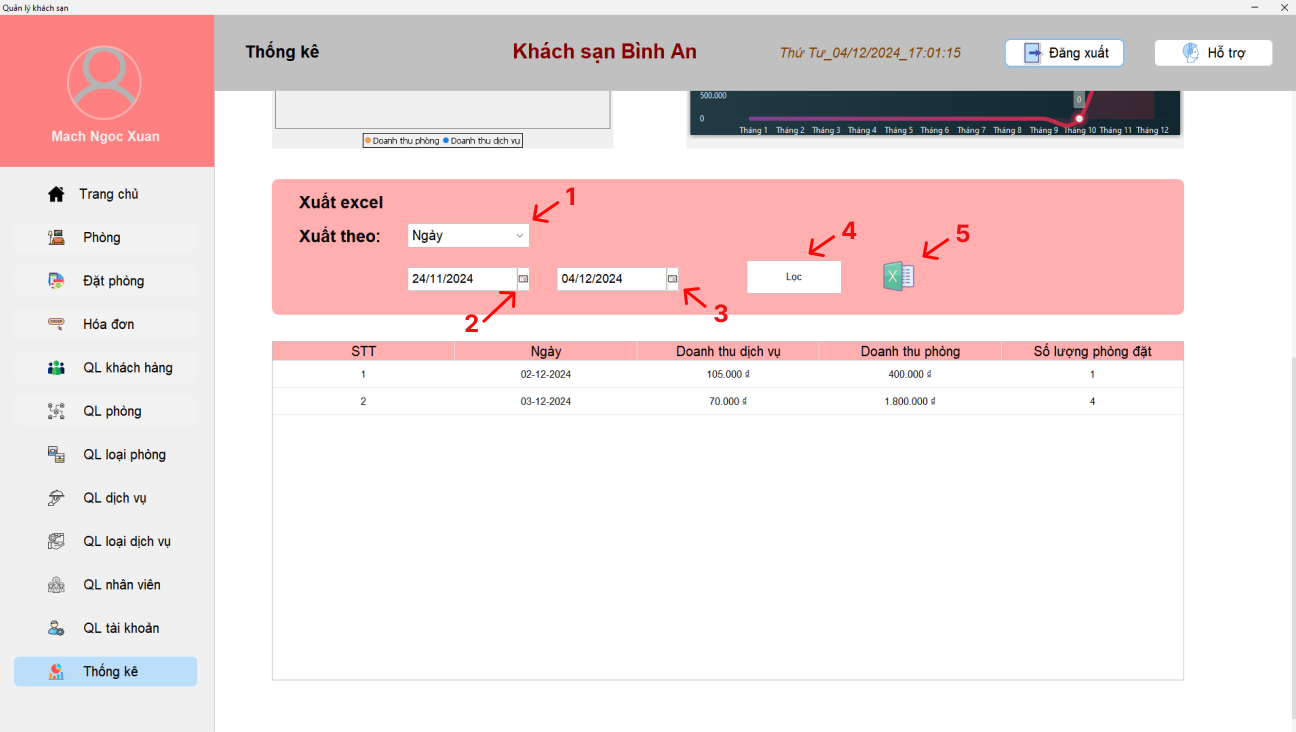 Quản lý khách sạn
Thống kê
Khách sạn Bình An
Thứ Tư_04/12/2024_17:01:15
Đăng xuất
Hỗ trợ
Mach Ngoc Xuan
Trang chủ
Phòng
Đặt phòng
Hóa đơn
QL khách hàng
QL phòng
QL loại phòng
QL dịch vụ
QL loại dịch vụ
QL nhân viên
QL tài khoản
Thống kê
Doanh thu phòng Doanh thu dịch vụ
500.000
0
0
Tháng 1 Tháng 2 Tháng 3 Tháng 4 Tháng 5 Tháng 6 Tháng 7 Tháng 8 Tháng 9 Tháng 10 Tháng 11 Tháng 12
Xuất excel
1
Xuất theo: Ngày
4
5
24/11/2024 04/12/2024 Lọc
2
3
STT Ngày Doanh thu dịch vụ Doanh thu phòng Số lượng phòng đặt
1 02-12-2024 105.000 ₫ 400.000 ₫ 1
2 03-12-2024 70.000 ₫ 1.800.000 ₫ 4